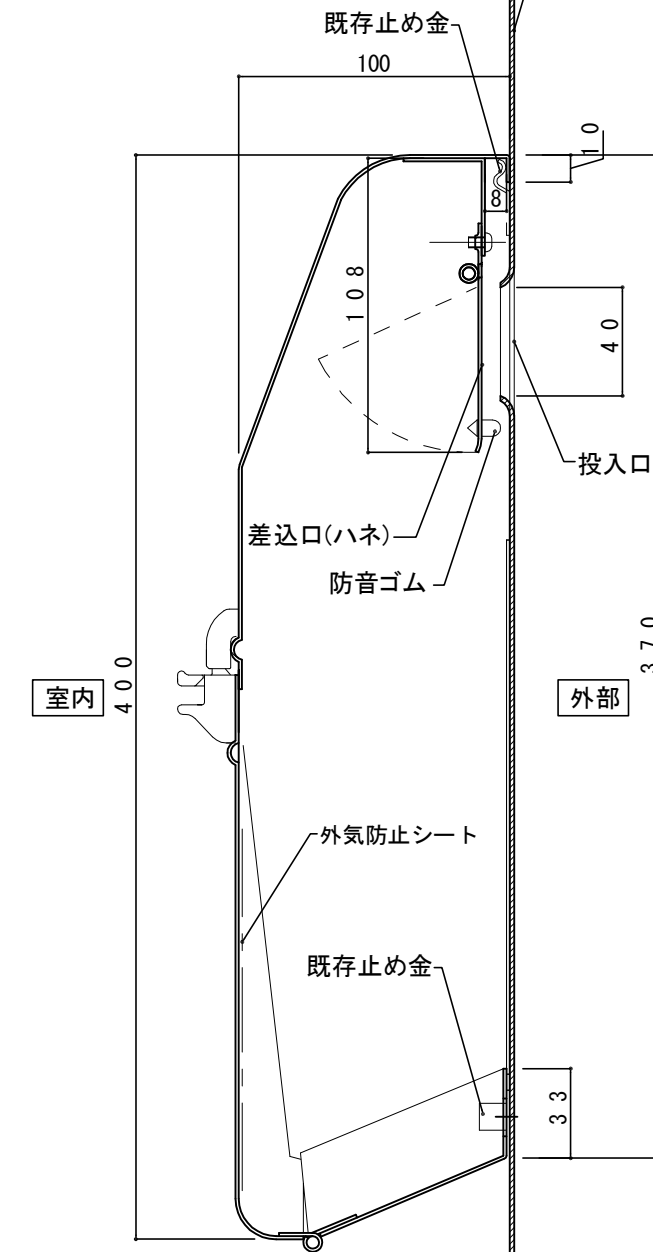 既存止め金
100
10
8
108
40
投入口
差込口(ハネ)
防音ゴム
370
400
室内
外部
外気防止シート
既存止め金
33